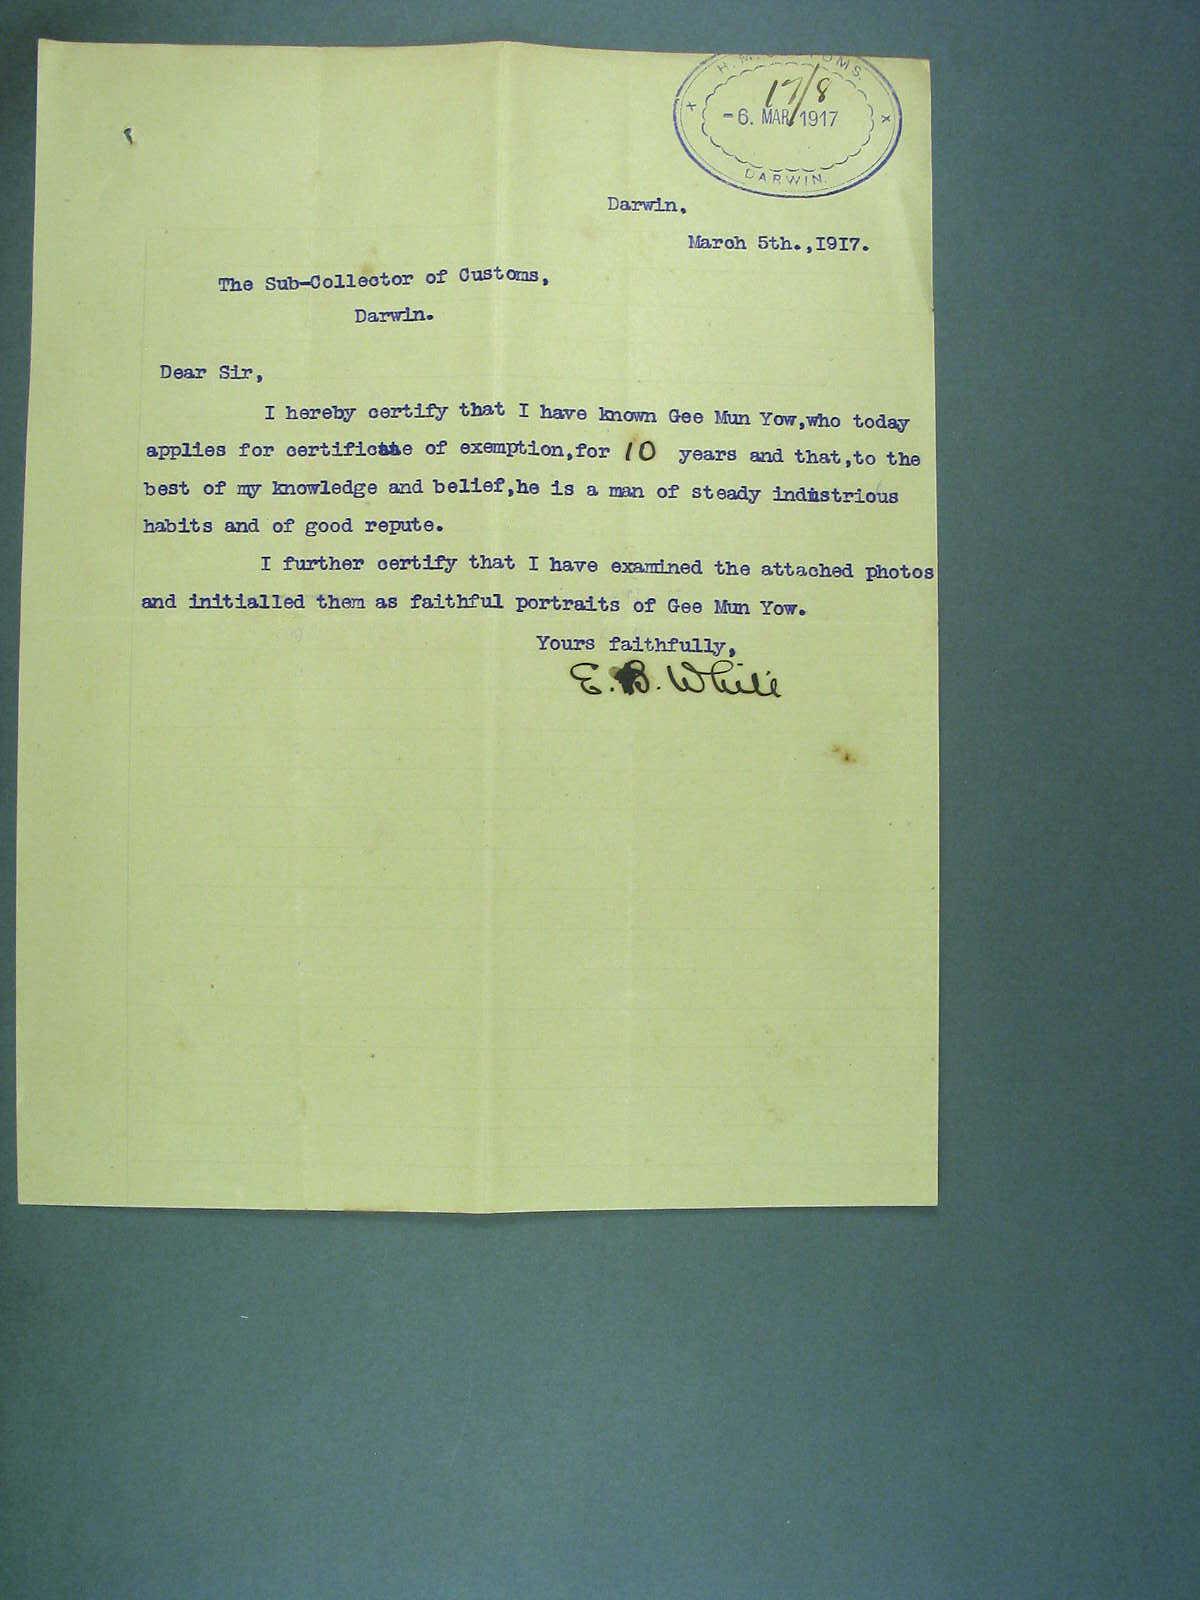 H.M. CUSTOMS.
17/8
-6. MAR. 1917
DARWIN.
Darwin.
March 5th.,I9I7.
The Sub-Collector of Customs,
Darwin.
Dear Sir,
I hereby certify that I have known Gee Mun Yow,who today
applies for certificate of exemption,for 10 years and that,to the
best of my knowledge and belief,he is a man of steady industrious
habits and of good repute.
I further certify that I have examined the attached photos
and initialled them as faithful portraits of Gee Mun Yow.
Yours faithfully,
E. B. White